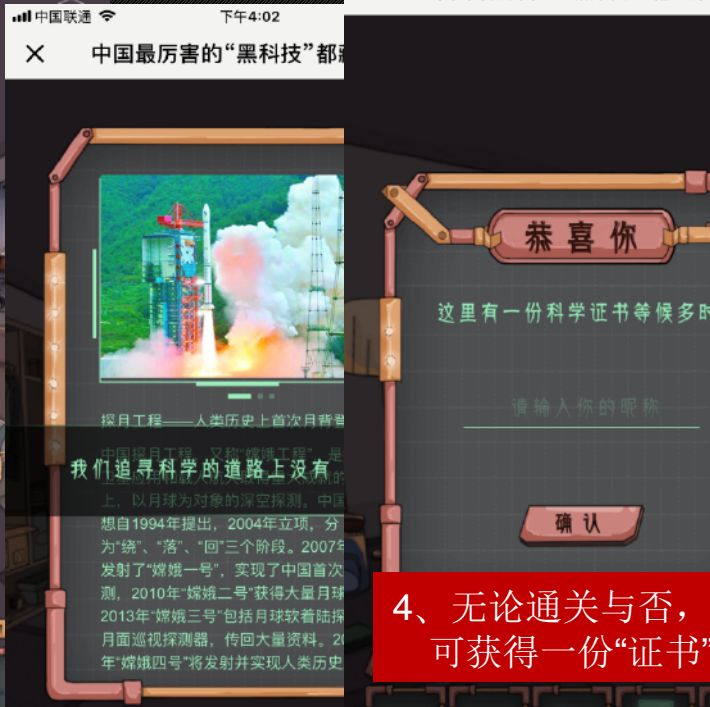 中国联通
下午4:02
中国最厉害的“黑科技”都
探月工程——人类历史上首次月背登
中国探月工程，又称“嫦娥工程”，是
我们追寻科学的道路上没有
上，以月球为对象的深空探测。中国
想自1994年提出，2004年立项，分
为“绕”、“落”、“回”三个阶段。2007年
发射了“嫦娥一号”，实现了中国首次
测，2010年“嫦娥二号”获得大量月球
2013年“嫦娥三号”包括月球软着陆探
月面巡视探测器，传回大量资料。20
年“嫦娥四号”将发射并实现人类历史
恭喜你
这里有一份科学证书等候多时
请输入你的昵称
确认
4、无论通关与否，
可获得一份“证书”